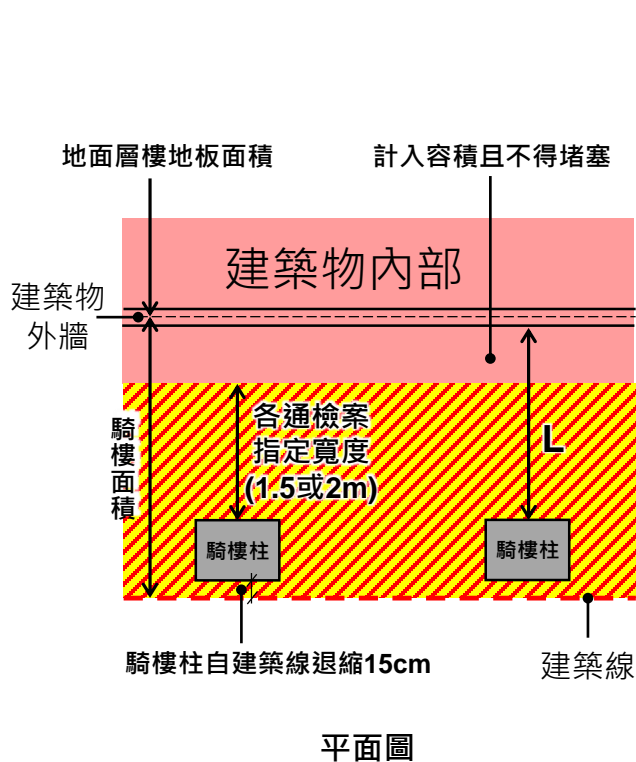 地面層樓地板面積
計入容積且不得堵塞
建築物內部
建築物
外牆
騎樓面積
各通檢案
指定寬度
(1.5或2m)
L
騎樓柱
騎樓柱
騎樓柱自建築線退縮15cm
建築線
平面圖